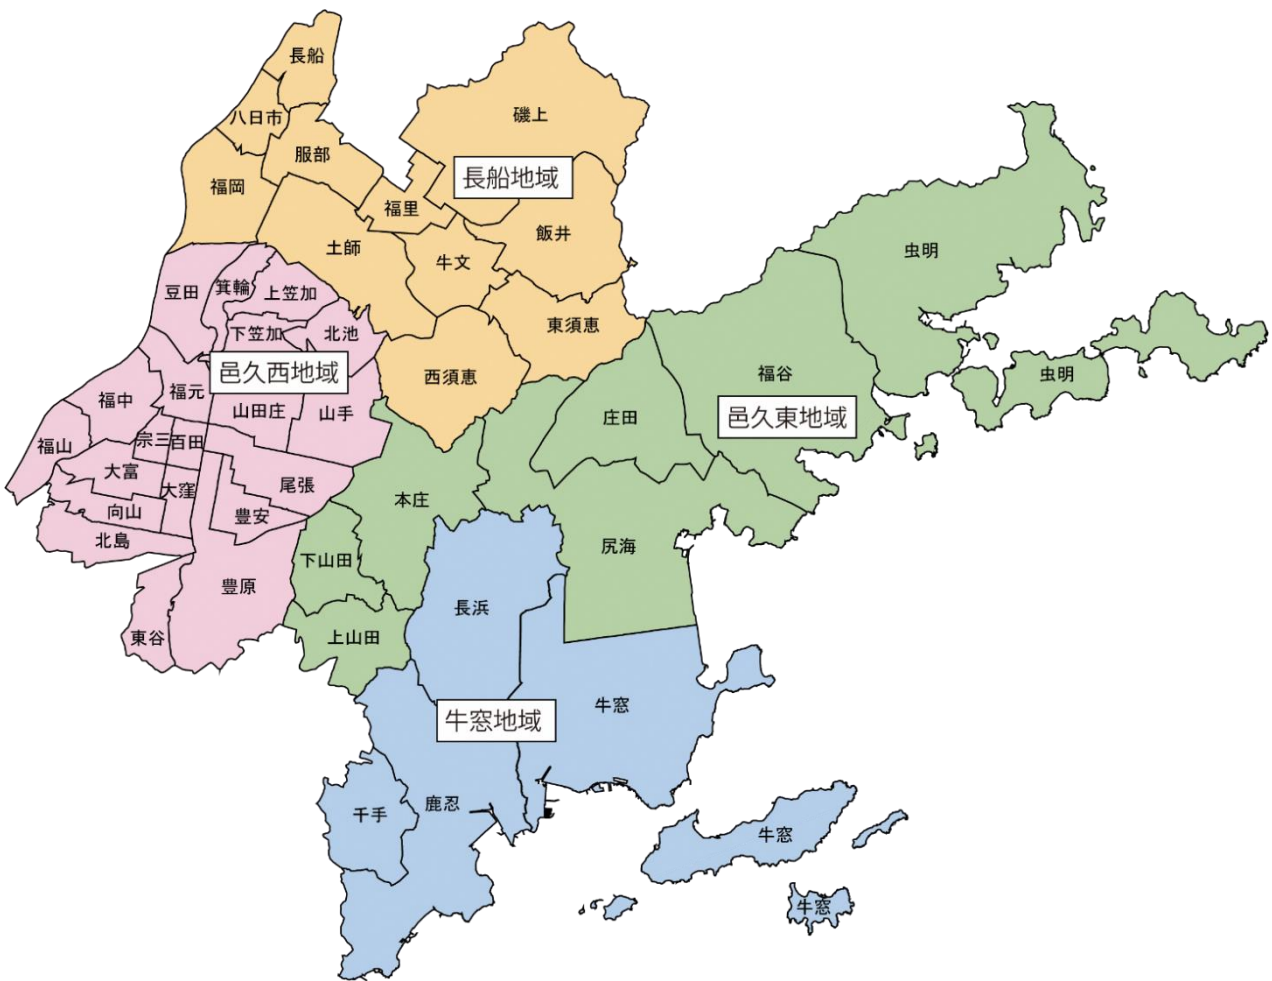 長船
八日市
服部
福岡
磯上
長船地域
福里
土師
牛文
飯井
東須恵
西須恵
豆田
箕輪
上笠加
下笠加
北池
邑久西地域
福中
福元
山田庄
山手
福山
宗三
百田
大富
大窪
尾張
向山
豊安
北島
豊原
東谷
虫明
虫明
福谷
邑久東地域
庄田
本庄
尻海
下山田
上山田
長浜
牛窓
牛窓地域
千手
鹿忍
牛窓
牛窓